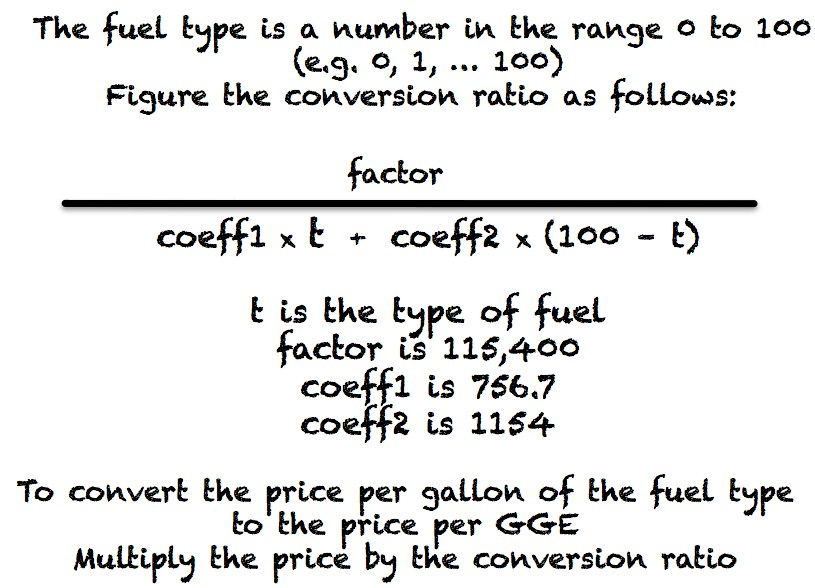 The fuel type is a number in the range 0 to 100
(e.g. 0, 1, ... 100)
Figure the conversion ratio as follows:
factor
coeff1 x t + coeff2 x (100 - t)
t is the type of fuel
factor is 115,400
coeff1 is 756.7
coeff2 is 1154
To convert the price per gallon of the fuel type
to the price per GGE
Multiply the price by the conversion ratio